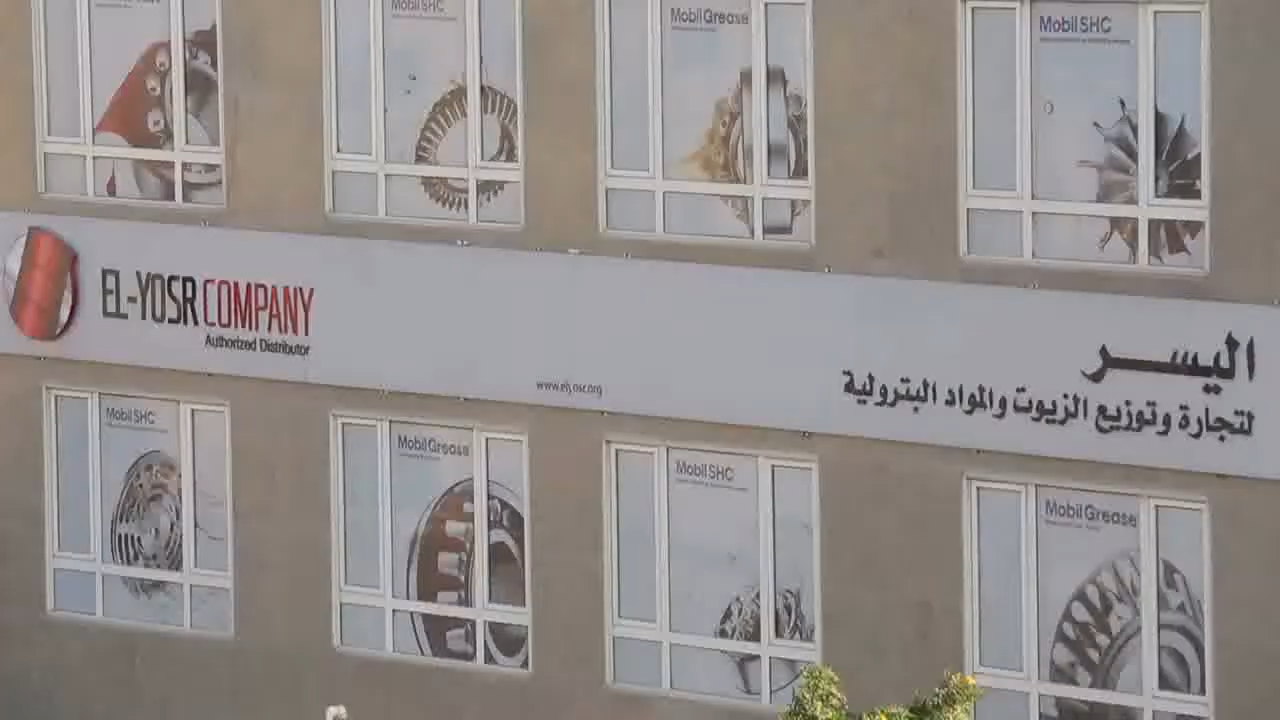 Mobil SHC
Mobil Grease
Mobil SHC
EL-YOSR COMPANY
Authorized Distributor
www.elyosr.org
اليســر
لتجارة وتوزيع الزيوت والمواد البترولية
Mobil SHC
Mobil Grease
Mobil SHC
Mobil Grease